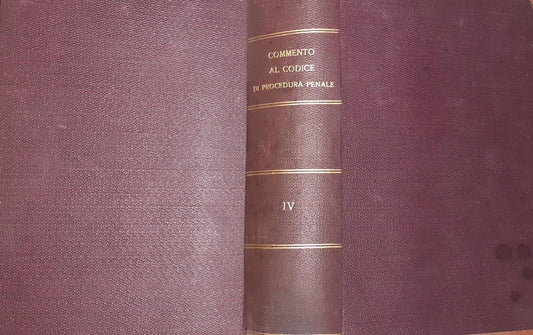 COMMENTO
AL CODICE
DI PROCEDURA PENALE
IV